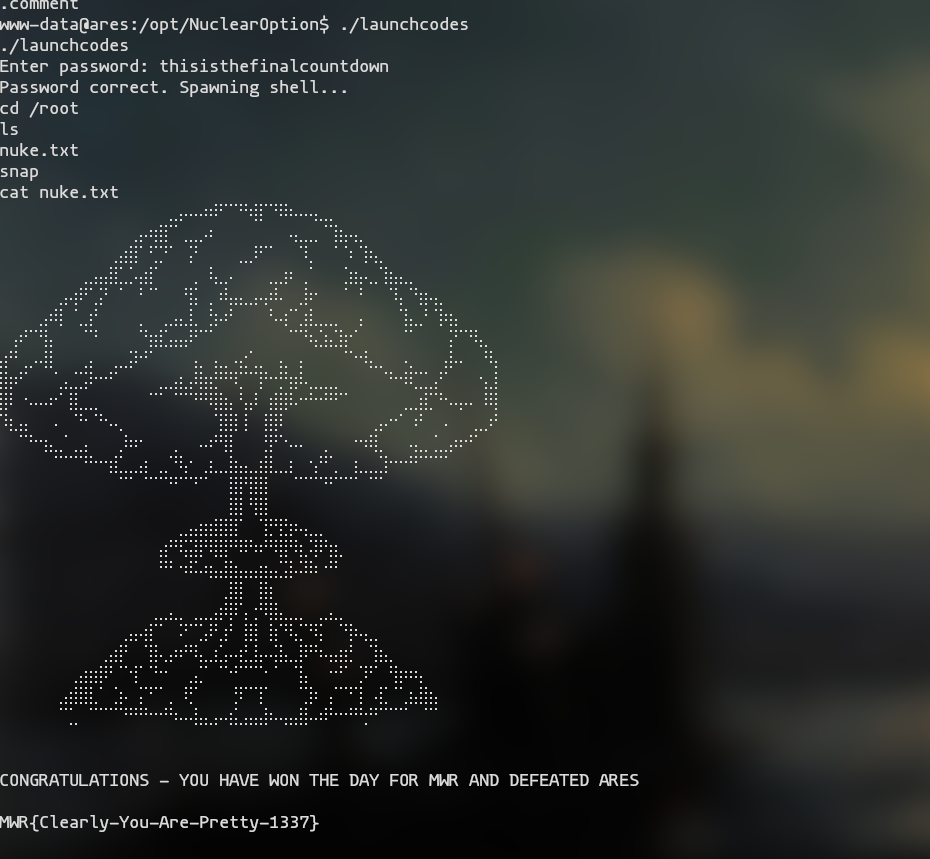 .comment
www-data@ares:/opt/NuclearOption$ ./launchcodes
./launchcodes
Enter password: thisisthefinalcountdown
Password correct. Spawning shell...
cd /root
ls
nuke.txt
snap
cat nuke.txt
CONGRATULATIONS – YOU HAVE WON THE DAY FOR MWR AND DEFEATED ARES
MWR{Clearly-You-Are-Pretty-1337}